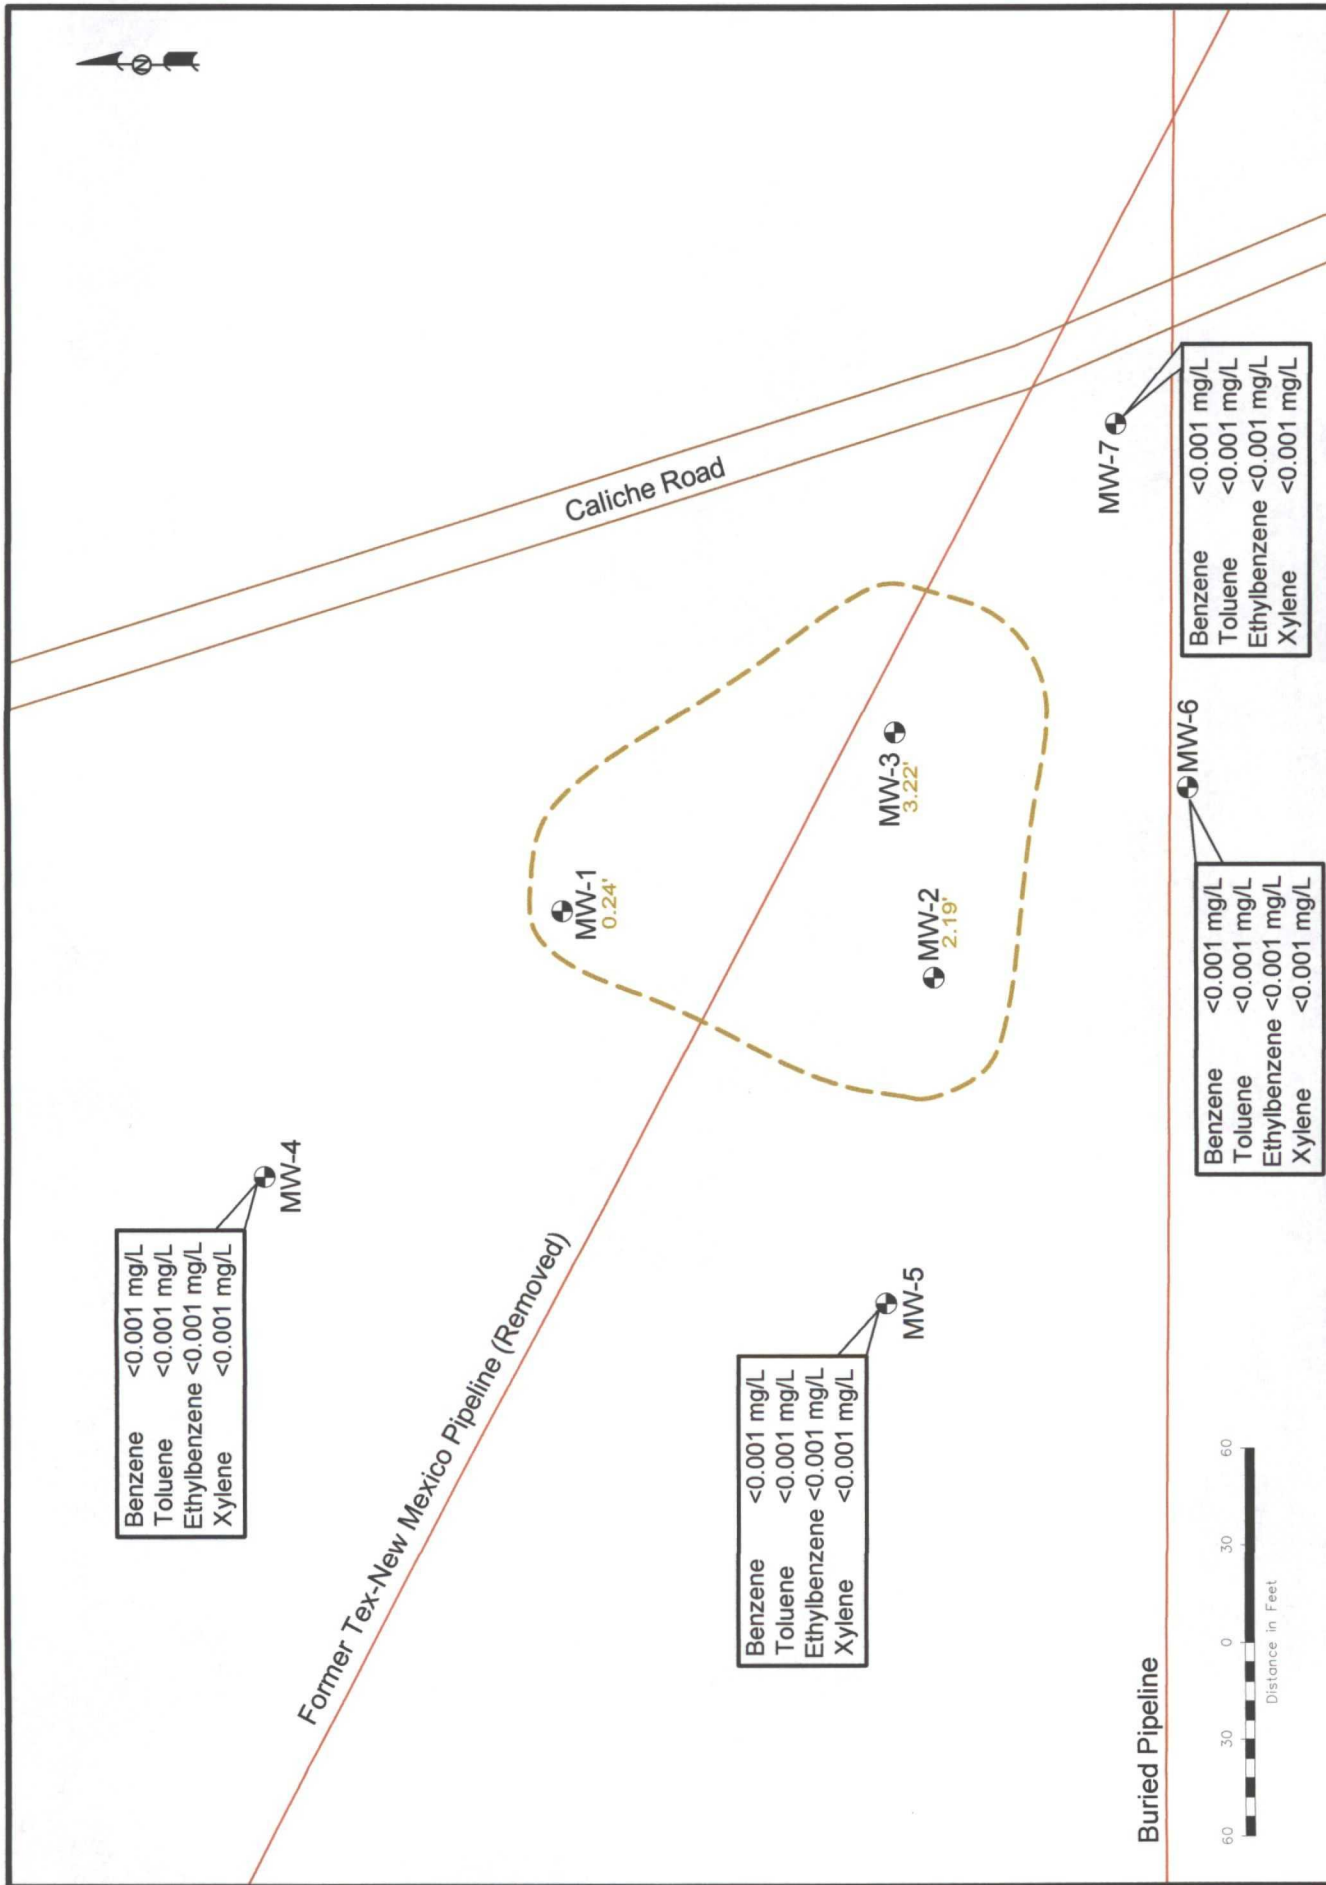 N
Benzene <0.001 mg/L
Toluene <0.001 mg/L
Ethylbenzene <0.001 mg/L
Xylene <0.001 mg/L
MW-4
Former Tex-New Mexico Pipeline (Removed)
Caliche Road
MW-1
0.24'
Benzene <0.001 mg/L
Toluene <0.001 mg/L
Ethylbenzene <0.001 mg/L
Xylene <0.001 mg/L
MW-5
MW-2
2.19'
MW-3
3.22'
MW-7
Buried Pipeline
MW-6
Benzene <0.001 mg/L
Toluene <0.001 mg/L
Ethylbenzene <0.001 mg/L
Xylene <0.001 mg/L
Benzene <0.001 mg/L
Toluene <0.001 mg/L
Ethylbenzene <0.001 mg/L
Xylene <0.001 mg/L
60 30 0 30 60
Distance in Feet